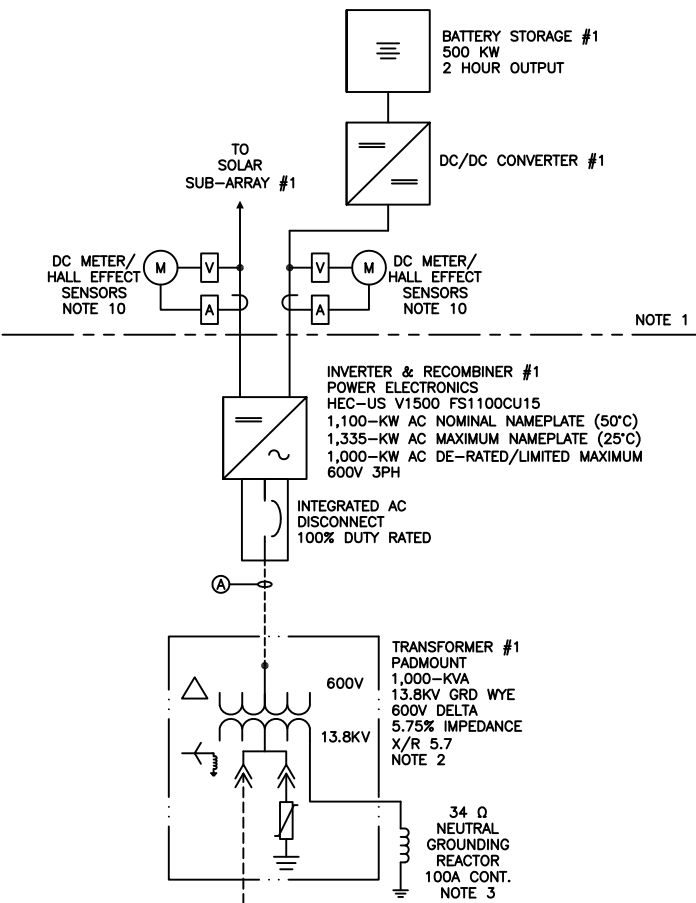 BATTERY STORAGE #1
500 KW
2 HOUR OUTPUT
DC/DC CONVERTER #1
TO
SOLAR
SUB-ARRAY #1
DC METER/
HALL EFFECT
SENSORS
NOTE 10
M
V
A
V
M
A
DC METER/
HALL EFFECT
SENSORS
NOTE 10
NOTE 1
INVERTER & RECOMBINER #1
POWER ELECTRONICS
HEC-US V1500 FS1100CU15
1,100-KW AC NOMINAL NAMEPLATE (50°C)
1,335-KW AC MAXIMUM NAMEPLATE (25°C)
1,000-KW AC DE-RATED/LIMITED MAXIMUM
600V 3PH
INTEGRATED AC
DISCONNECT
100% DUTY RATED
A
600V
13.8KV
TRANSFORMER #1
PADMOUNT
1,000-KVA
13.8KV GRD WYE
600V DELTA
5.75% IMPEDANCE
X/R 5.7
NOTE 2
34 Ω
NEUTRAL
GROUNDING
REACTOR
100A CONT.
NOTE 3